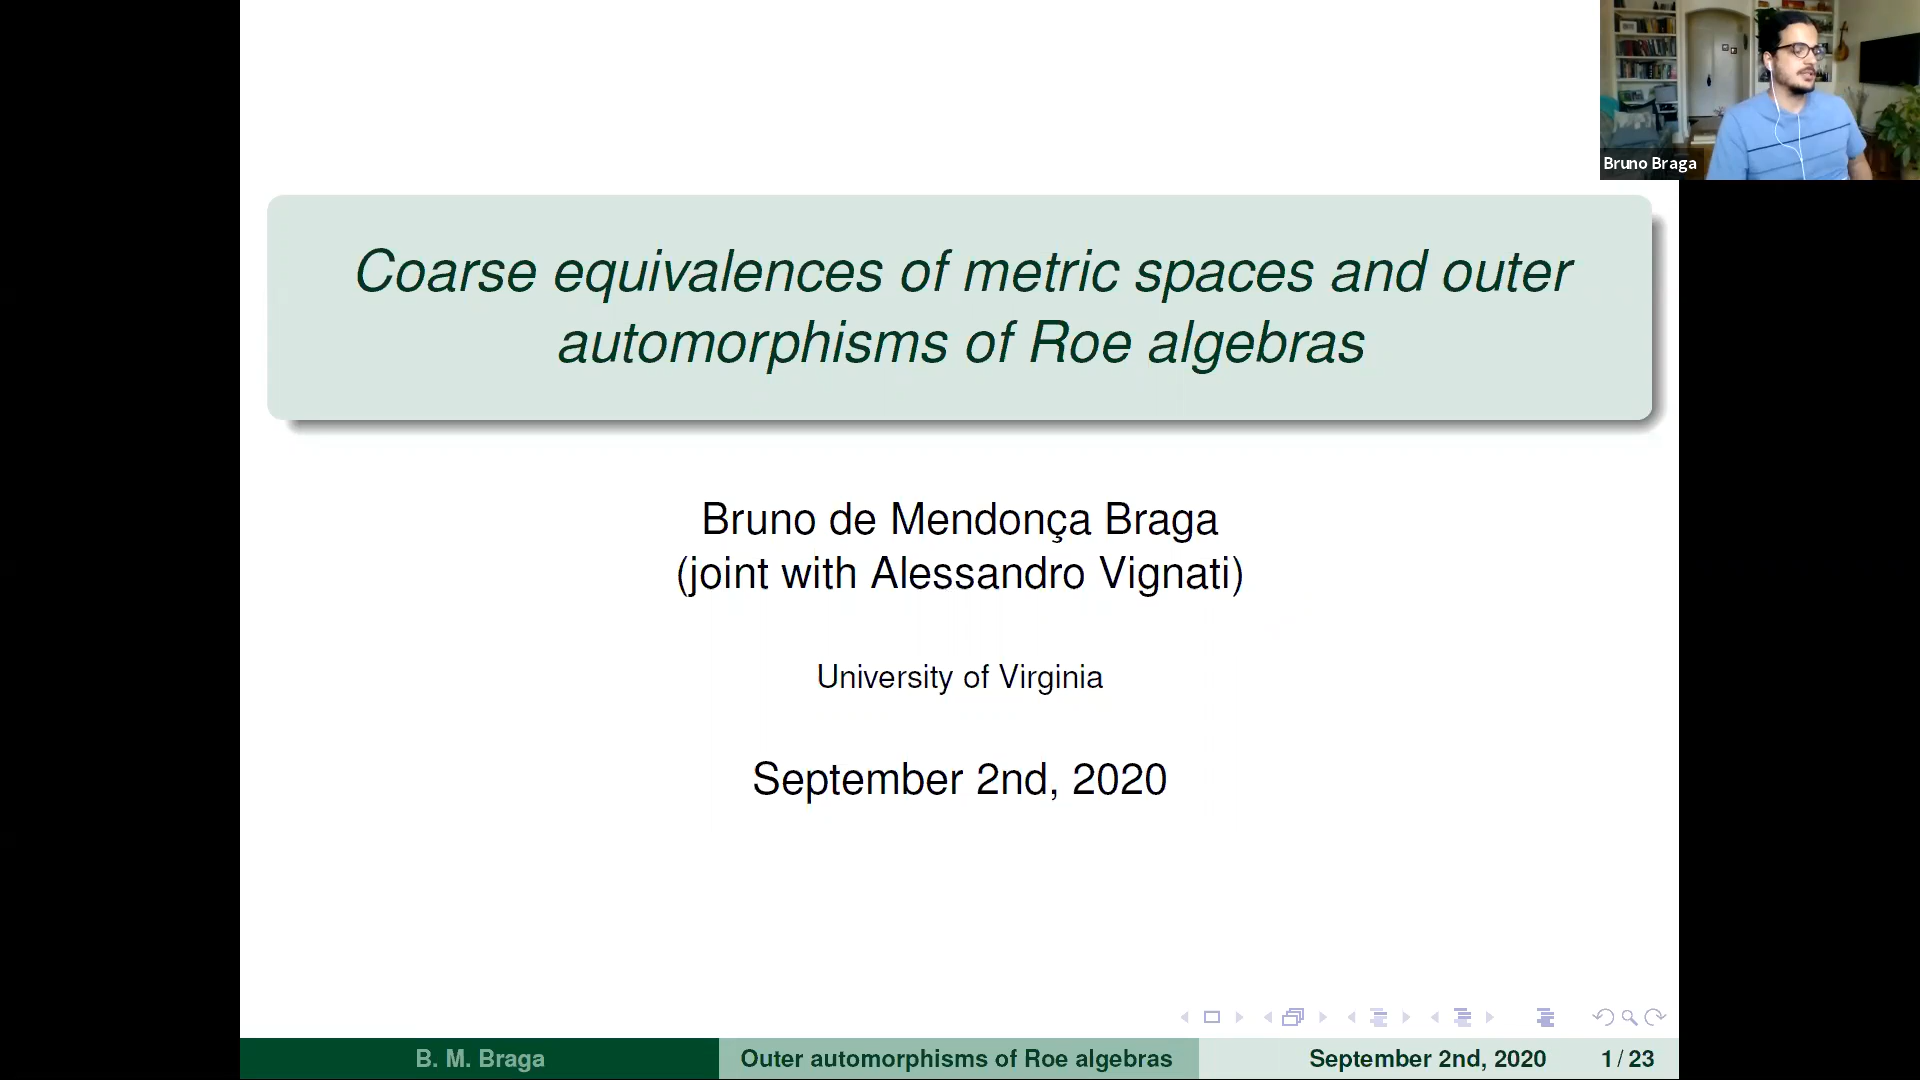 Bruno Braga
Coarse equivalences of metric spaces and outer
automorphisms of Roe algebras
Bruno de Mendonça Braga
(joint with Alessandro Vignati)
University of Virginia
September 2nd, 2020
B. M. Braga
Outer automorphisms of Roe algebras
September 2nd, 2020
1 / 23